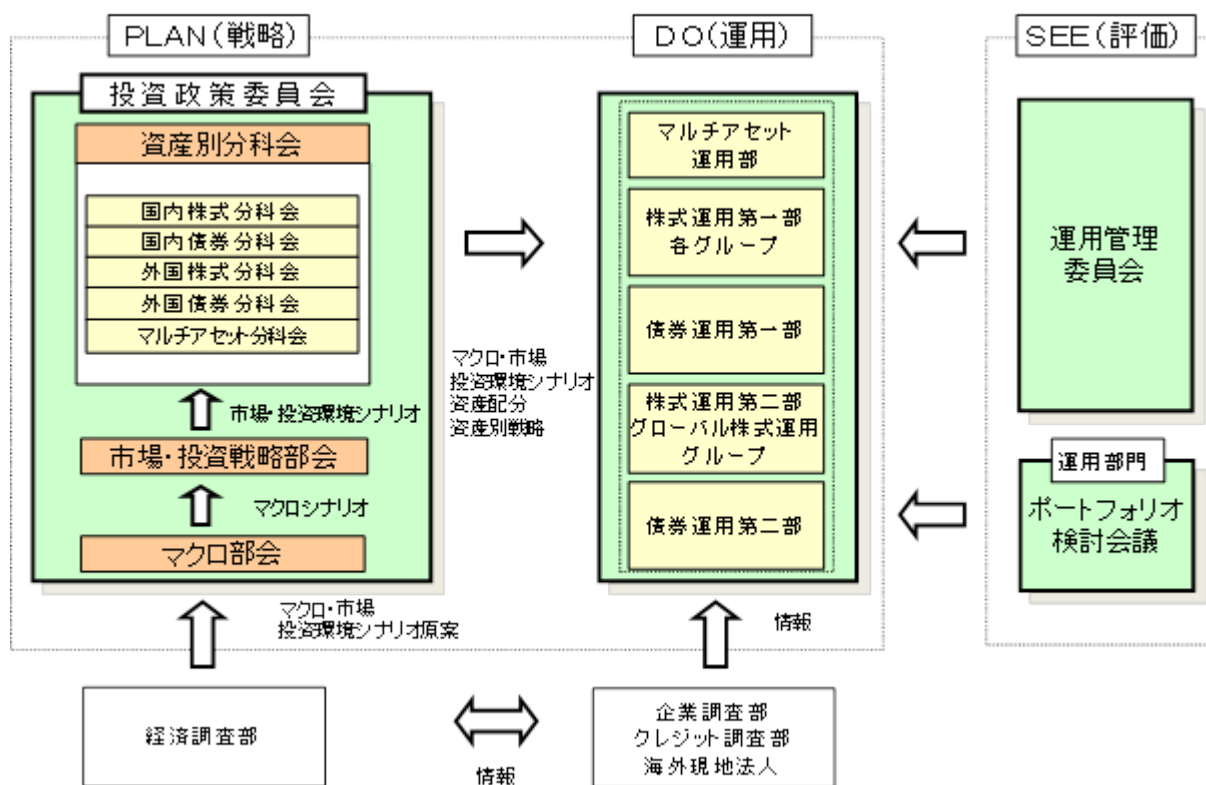 PLAN(戦略)
投資政策委員会
資産別分科会
国内株式分科会
国内債券分科会
外国株式分科会
外国債券分科会
マルチアセット分科会
市場・投資環境シナリオ
市場・投資戦略部会
マクロシナリオ
マクロ部会
マクロ・市場
投資環境シナリオ原案
経済調査部
マクロ・市場
投資環境シナリオ
資産配分
資産別戦略
DO(運用)
マルチアセット
運用部
株式運用第一部
各グループ
債券運用第一部
株式運用第二部
グローバル株式運用
グループ
債券運用第二部
情報
企業調査部
クレジット調査部
海外現地法人
情報
SEE(評価)
運用管理
委員会
運用部門
ポートフォリオ
検討会議